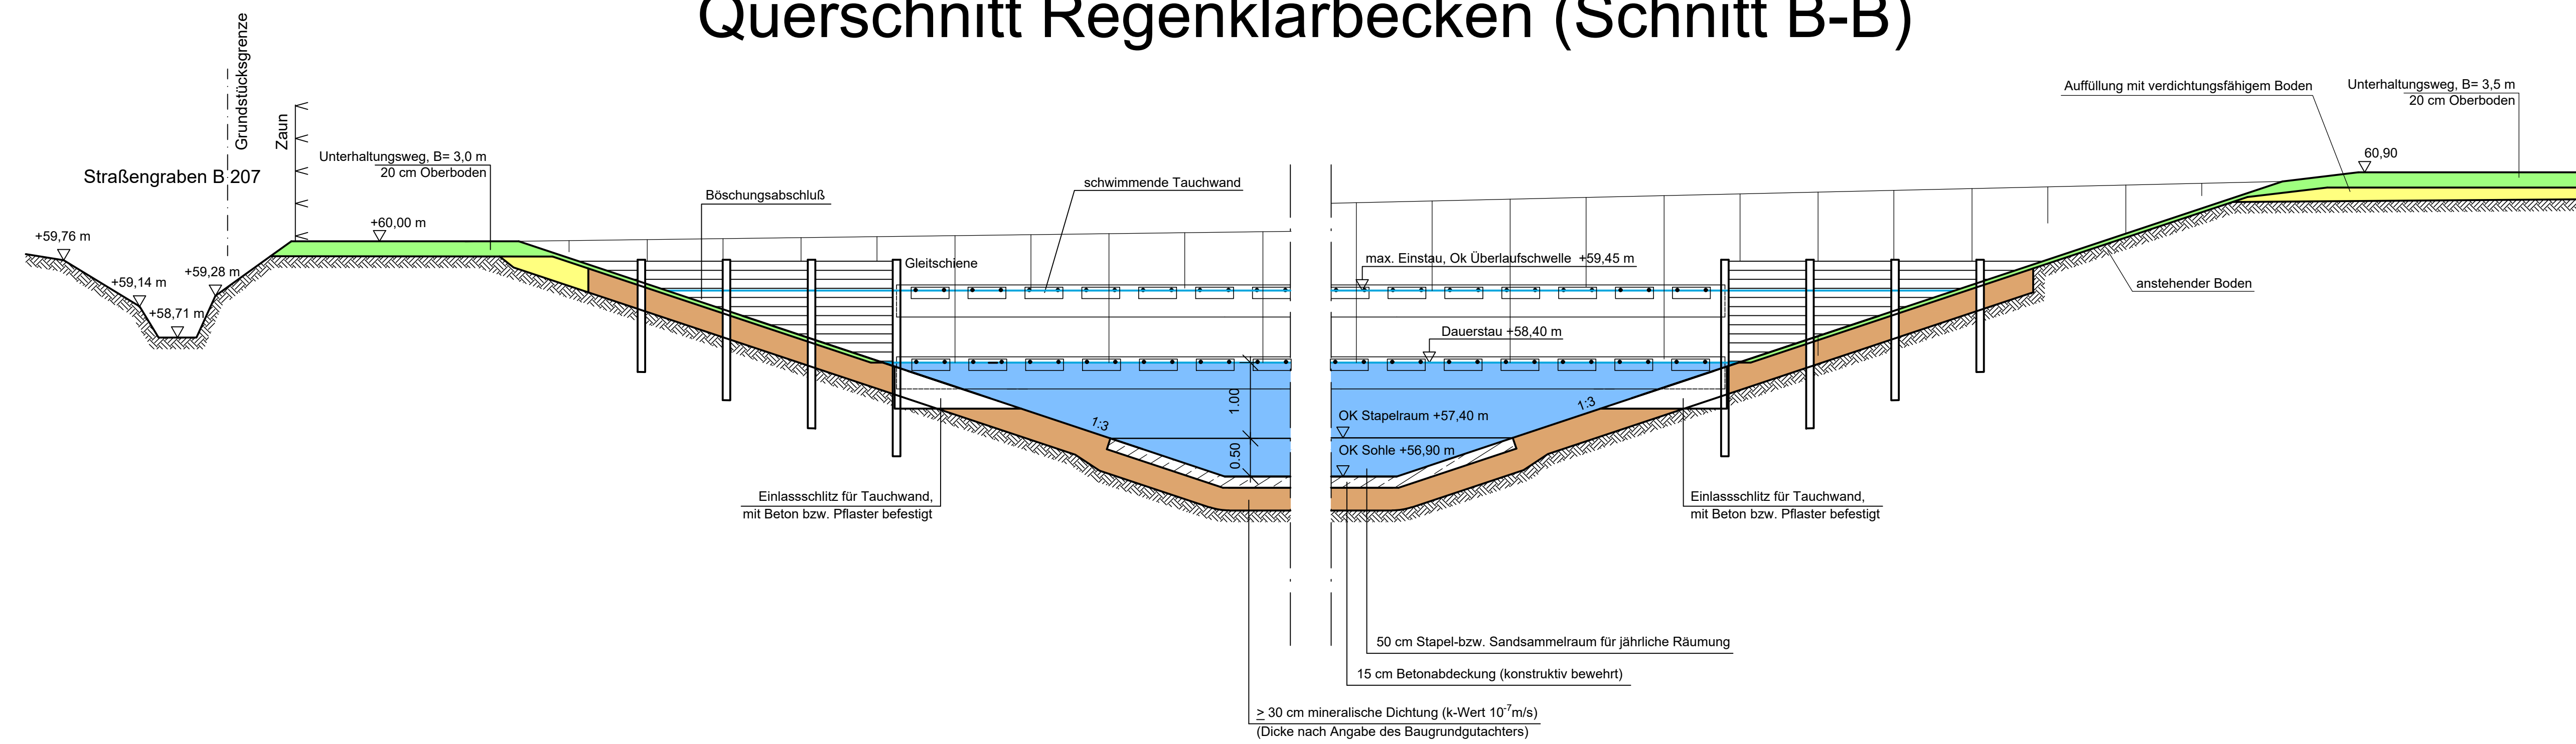 Querschnitt Regenklärbecken (Schnitt B-B)
Grundstücksgrenze
Zaun
Straßengraben B 207
+59,76 m
+59,14 m
+58,71 m
+59,28 m
Unterhaltungsweg, B= 3,0 m
20 cm Oberboden
+60,00 m
Böschungsabschluß
schwimmende Tauchwand
Gleitschiene
max. Einstau, Ok Überlaufschwelle +59,45 m
Dauerstau +58,40 m
Auffüllung mit verdichtungsfähigem Boden
Unterhaltungsweg, B= 3,5 m
20 cm Oberboden
60,90
anstehender Boden
1:3
1.00
0.50
OK Stapelraum +57,40 m
OK Sohle +56,90 m
1:3
Einlassschlitz für Tauchwand,
mit Beton bzw. Pflaster befestigt
Einlassschlitz für Tauchwand,
mit Beton bzw. Pflaster befestigt
50 cm Stapel-bzw. Sandsammelraum für jährliche Räumung
15 cm Betonabdeckung (konstruktiv bewehrt)
≥ 30 cm mineralische Dichtung (k-Wert 10⁻⁷m/s)
(Dicke nach Angabe des Baugrundgutachters)